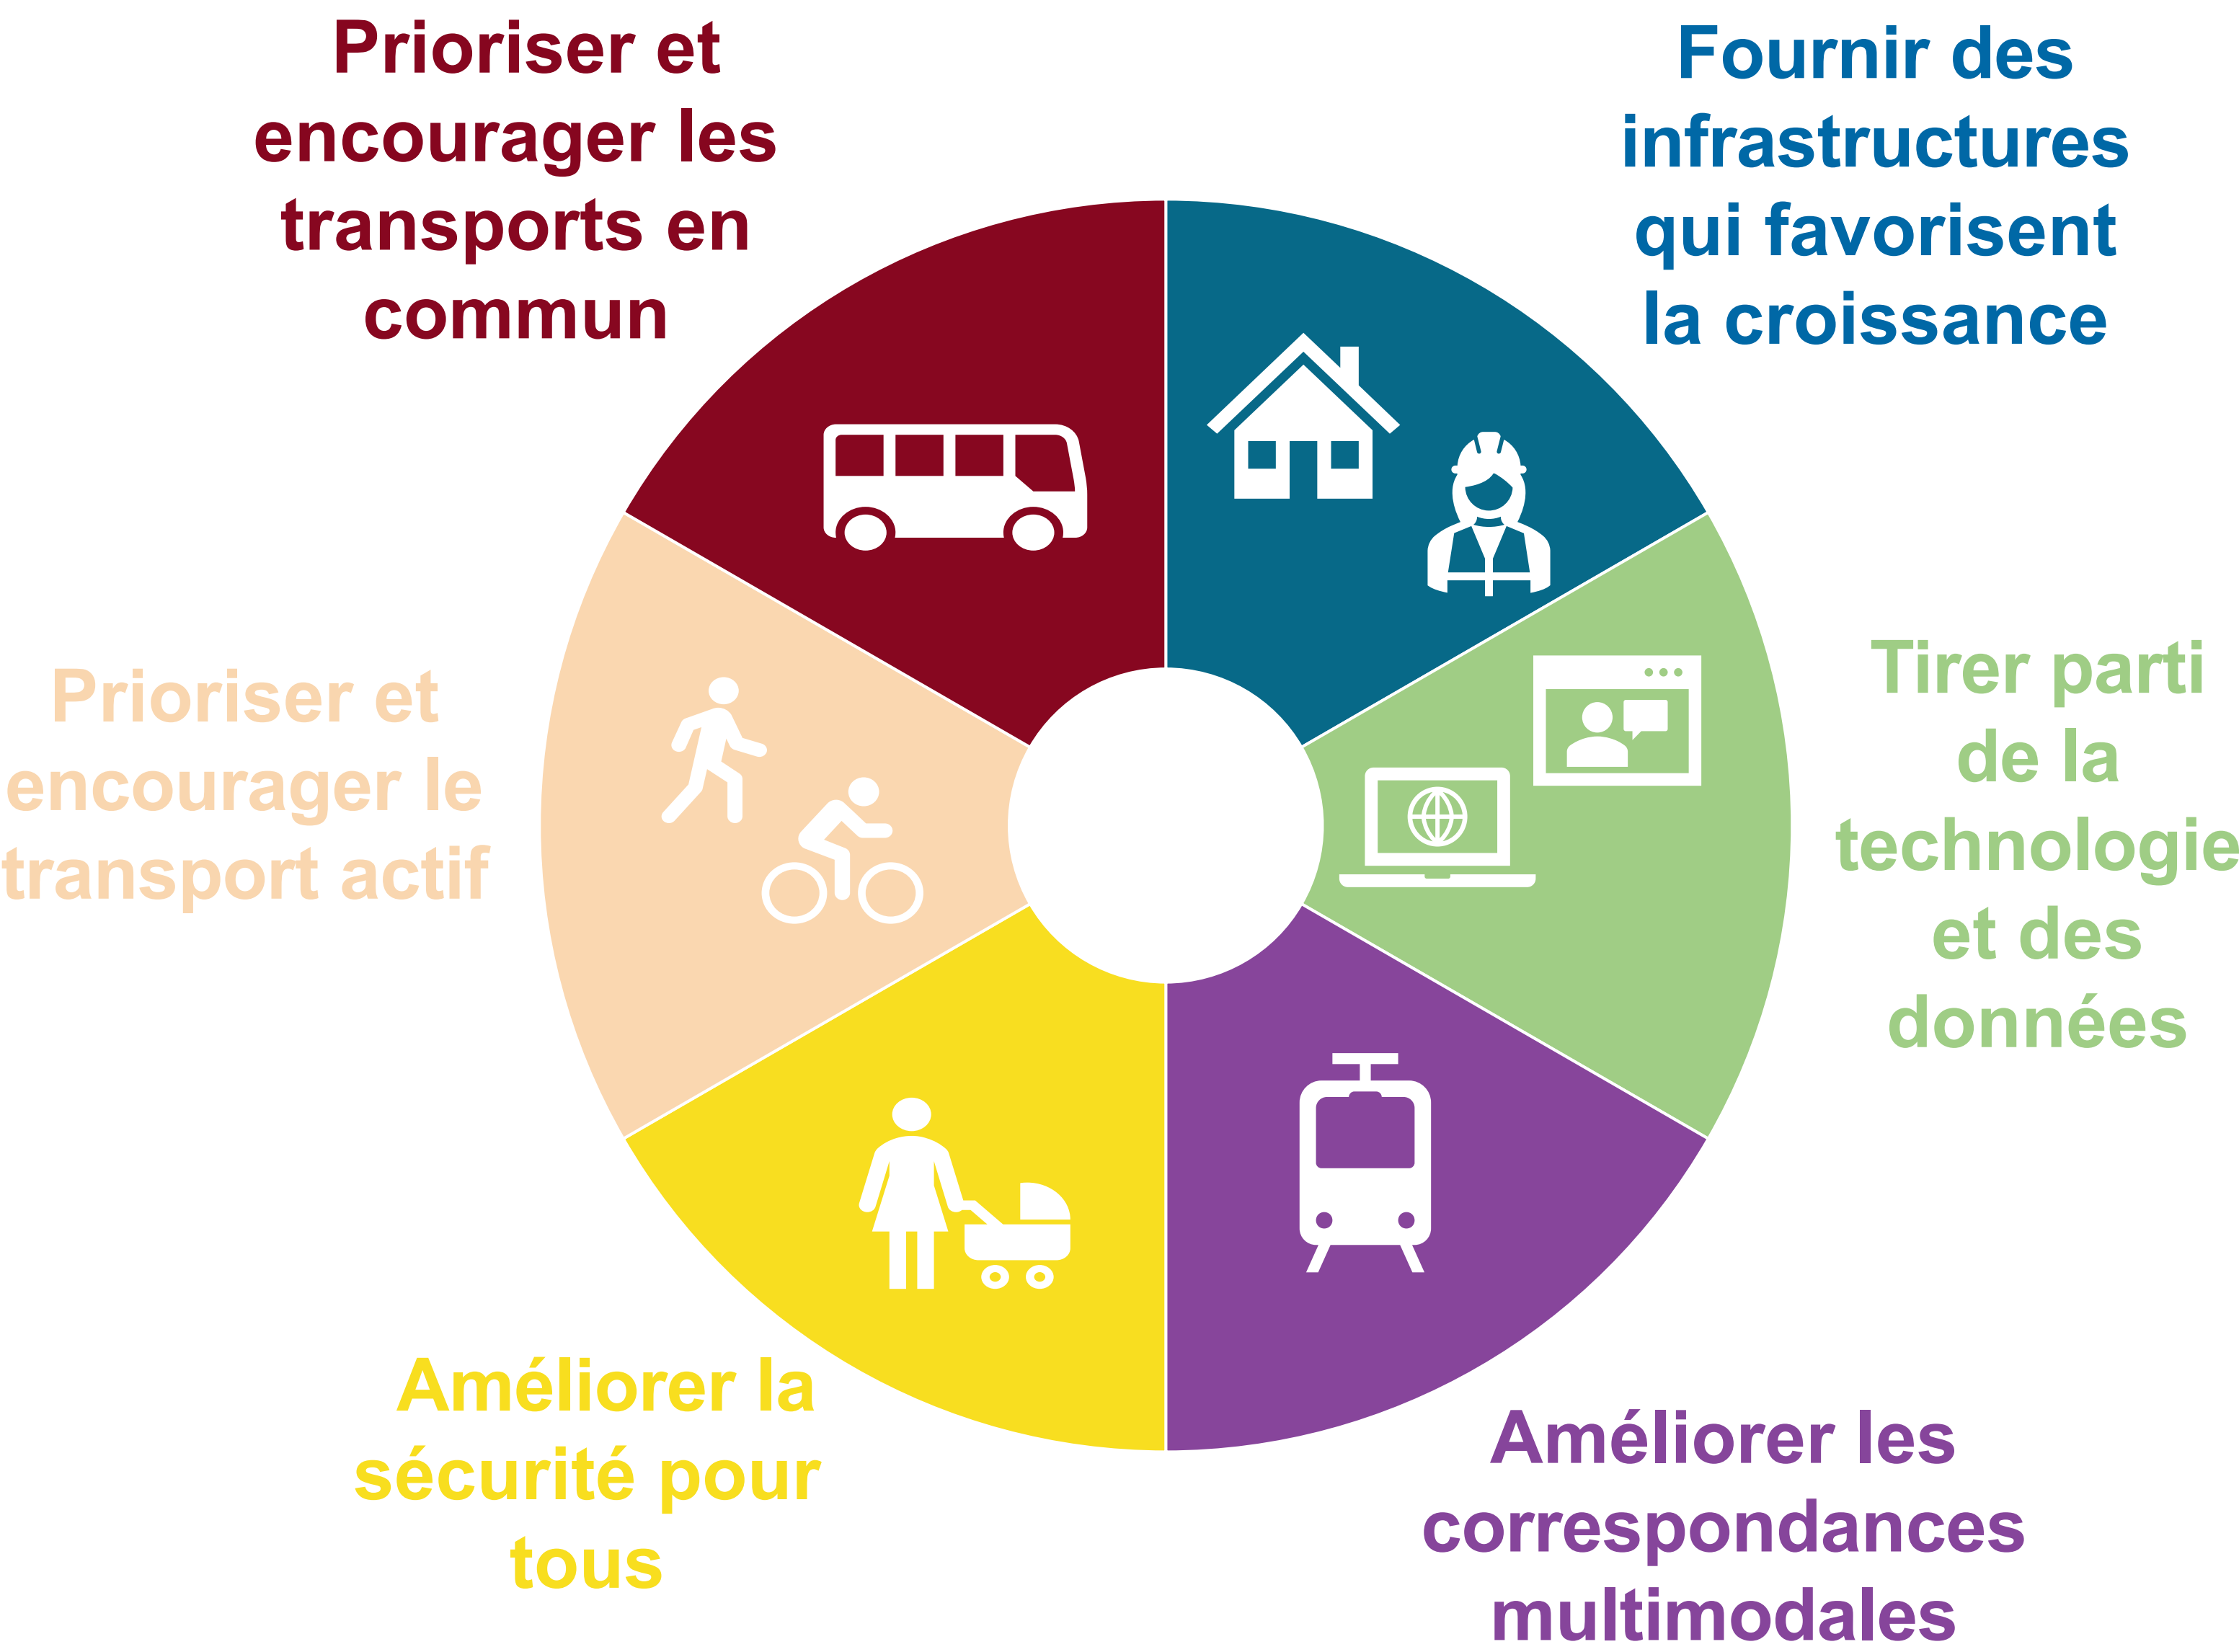 Prioriser et
encourager les
transports en
commun
Fournir des
infrastructures
qui favorisent
la croissance
Prioriser et
encourager le
transport actif
Tirer parti
de la
technologie
et des
données
Améliorer la
sécurité pour
tous
Améliorer les
correspondances
multimodales